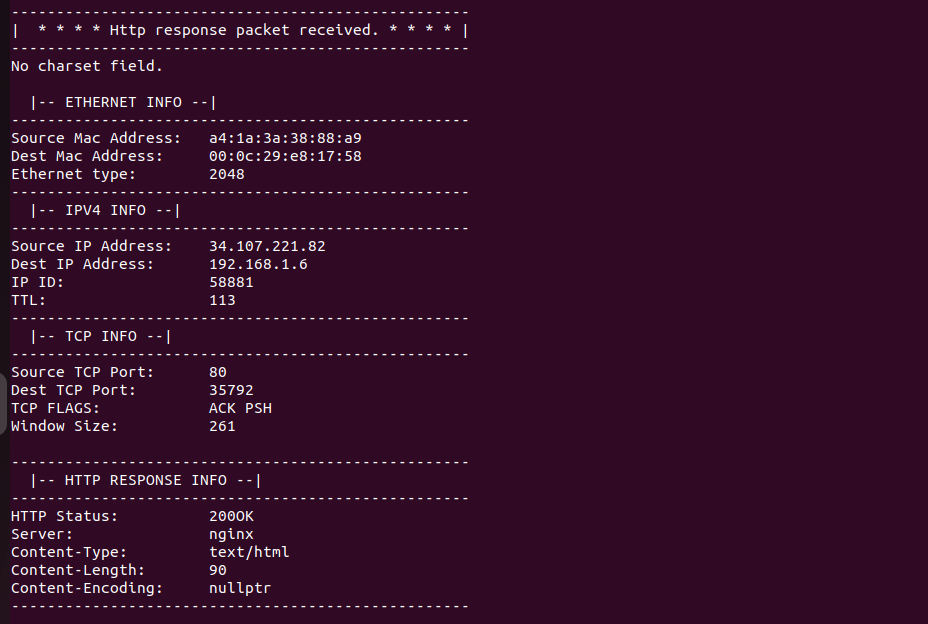 ---------------------------------------------------
|  * * * * Http response packet received. * * * * |
---------------------------------------------------
No charset field.
  |-- ETHERNET INFO --|
---------------------------------------------------
Source Mac Address:   a4:1a:3a:38:88:a9
Dest Mac Address:     00:0c:29:e8:17:58
Ethernet type:        2048
---------------------------------------------------
  |-- IPV4 INFO --|
---------------------------------------------------
Source IP Address:    34.107.221.82
Dest IP Address:      192.168.1.6
IP ID:                58881
TTL:                  113
---------------------------------------------------
  |-- TCP INFO --|
---------------------------------------------------
Source TCP Port:      80
Dest TCP Port:        35792
TCP FLAGS:            ACK PSH
Window Size:          261
---------------------------------------------------
  |-- HTTP RESPONSE INFO --|
---------------------------------------------------
HTTP Status:          200OK
Server:               nginx
Content-Type:         text/html
Content-Length:       90
Content-Encoding:     nullptr
---------------------------------------------------